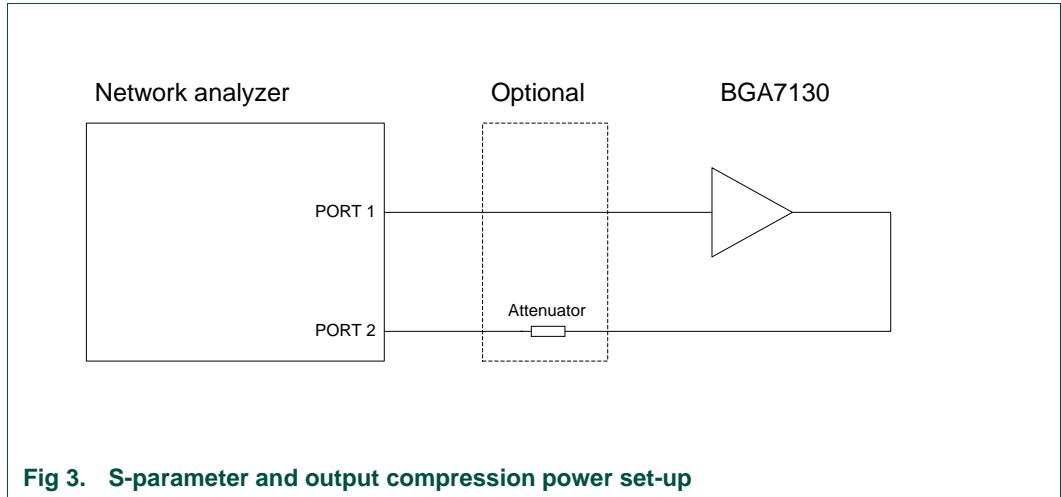 Network analyzer
Optional
BGA7130
PORT 1
Attenuator
PORT 2
Fig 3. S-parameter and output compression power set-up